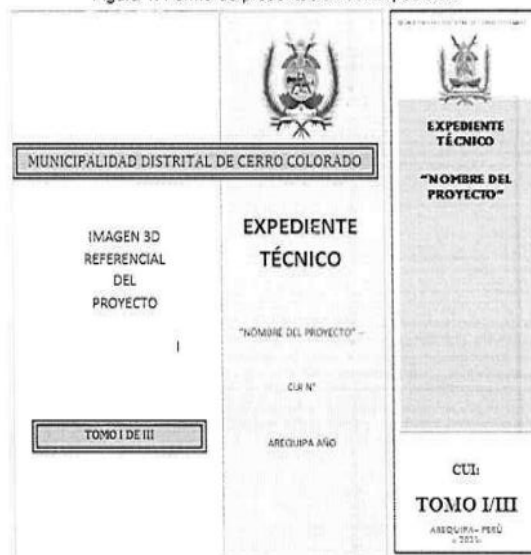 MUNICIPALIDAD DISTRITAL DE CERRO COLORADO
IMAGEN 3D
REFERENCIAL
DEL
PROYECTO
TOMO I DE III
EXPEDIENTE
TÉCNICO
"NOMBRE DEL PROYECTO" –
CUI N°
AREQUIPA AÑO
EXPEDIENTE
TÉCNICO
"NOMBRE DEL
PROYECTO"
CUI:
TOMO I/III
AREQUIPA– PERÚ